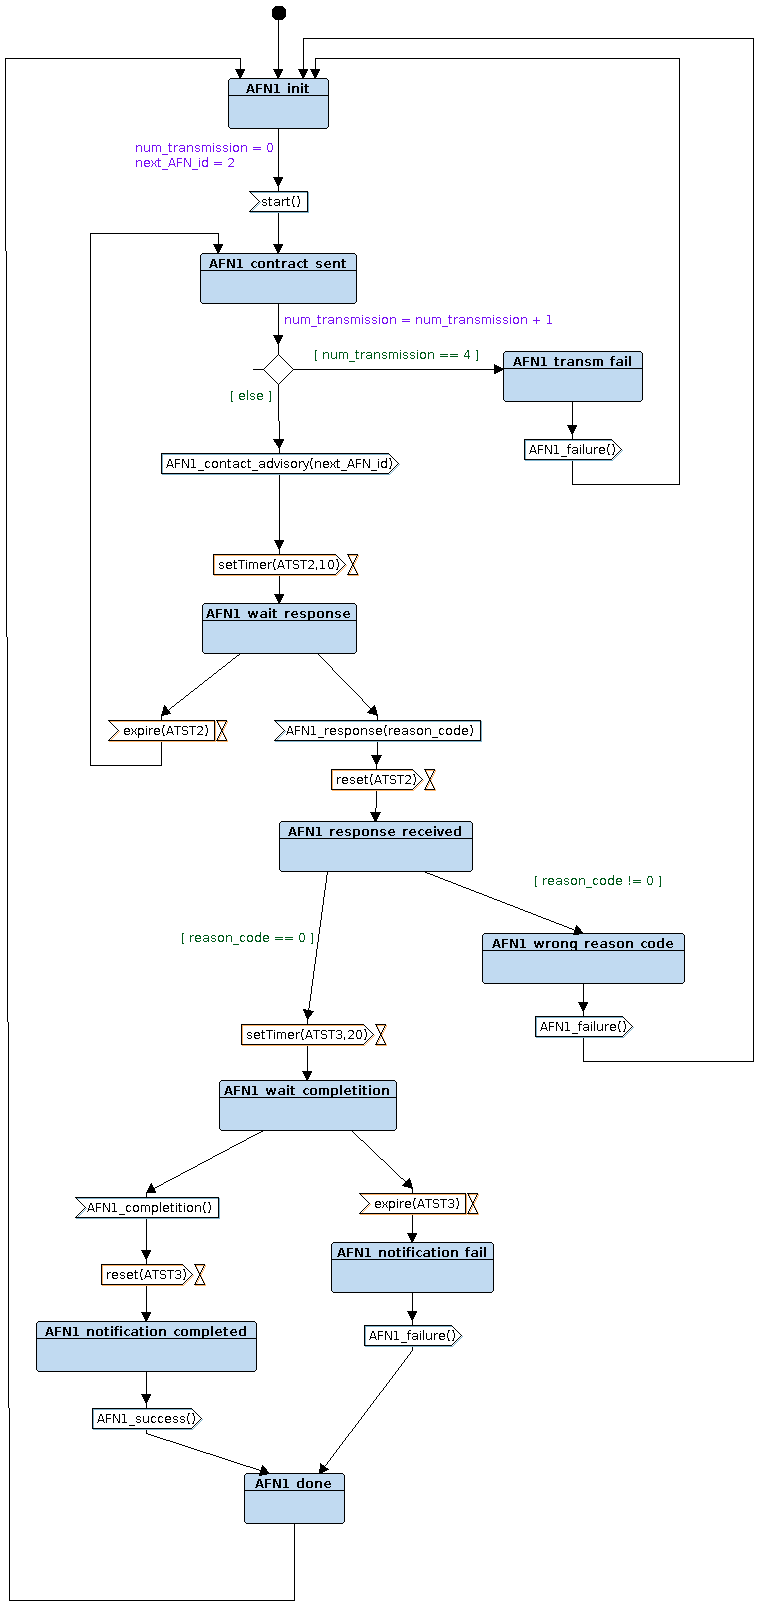 AFN1 init
num_transmission = 0
next_AFN_id = 2
start()
AFN1 contract sent
num_transmission = num_transmission + 1
[ num_transmission == 4 ]
AFN1 transm fail
[ else ]
AFN1_failure()
AFN1_contact_advisory(next_AFN_id)
setTimer(ATST2,10)
AFN1 wait response
expire(ATST2)
AFN1_response(reason_code)
reset(ATST2)
AFN1 response received
[ reason_code != 0 ]
[ reason_code == 0 ]
AFN1 wrong reason code
AFN1_failure()
setTimer(ATST3,20)
AFN1 wait completition
AFN1_completition()
expire(ATST3)
AFN1 notification fail
reset(ATST3)
AFN1 notification completed
AFN1_failure()
AFN1_success()
AFN1 done